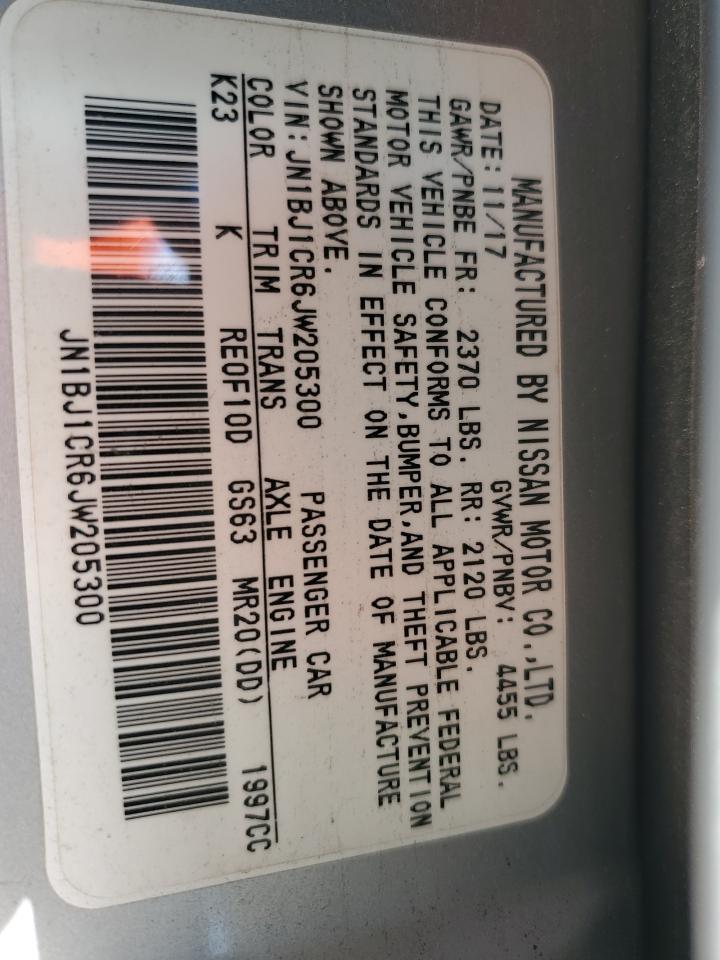 MANUFACTURED BY NISSAN MOTOR CO.,LTD.
DATE: 11/17 GVWR/PNBV: 4455 LBS.
GAWR/PNBE FR: 2370 LBS. RR: 2120 LBS.
THIS VEHICLE CONFORMS TO ALL APPLICABLE FEDERAL
MOTOR VEHICLE SAFETY,BUMPER,AND THEFT PREVENTION
STANDARDS IN EFFECT ON THE DATE OF MANUFACTURE
SHOWN ABOVE.
VIN: JN1BJ1CR6JW205300 PASSENGER CAR
COLOR TRIM TRANS AXLE ENGINE
K23 K RE0F10D GS63 MR20(DD) 1997CC
JN1BJ1CR6JW205300